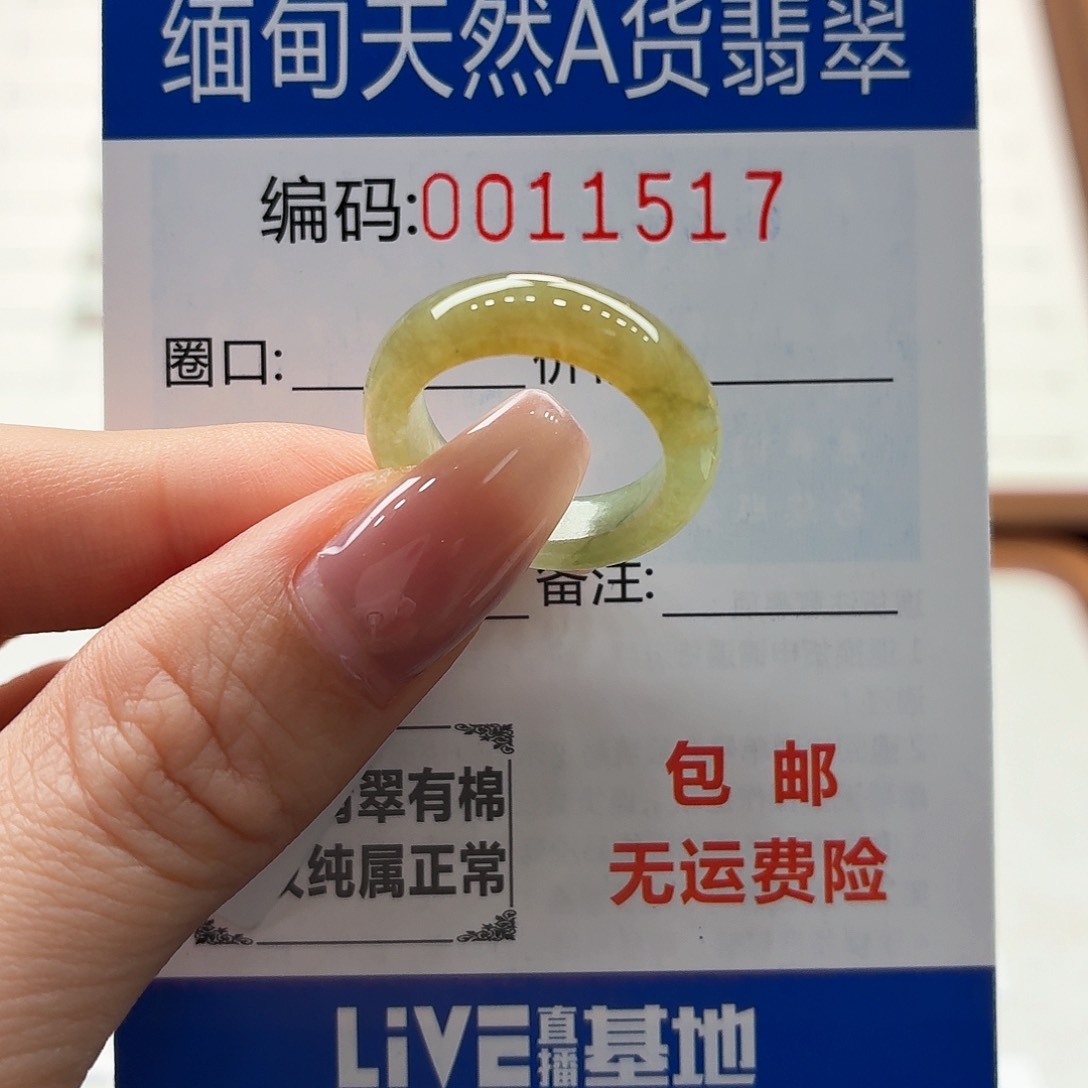 缅甸天然A货翡翠
编码:0011517
圈口:
备注:
翠有棉
纯属正常
包邮
无运费险
LiVE直播基地